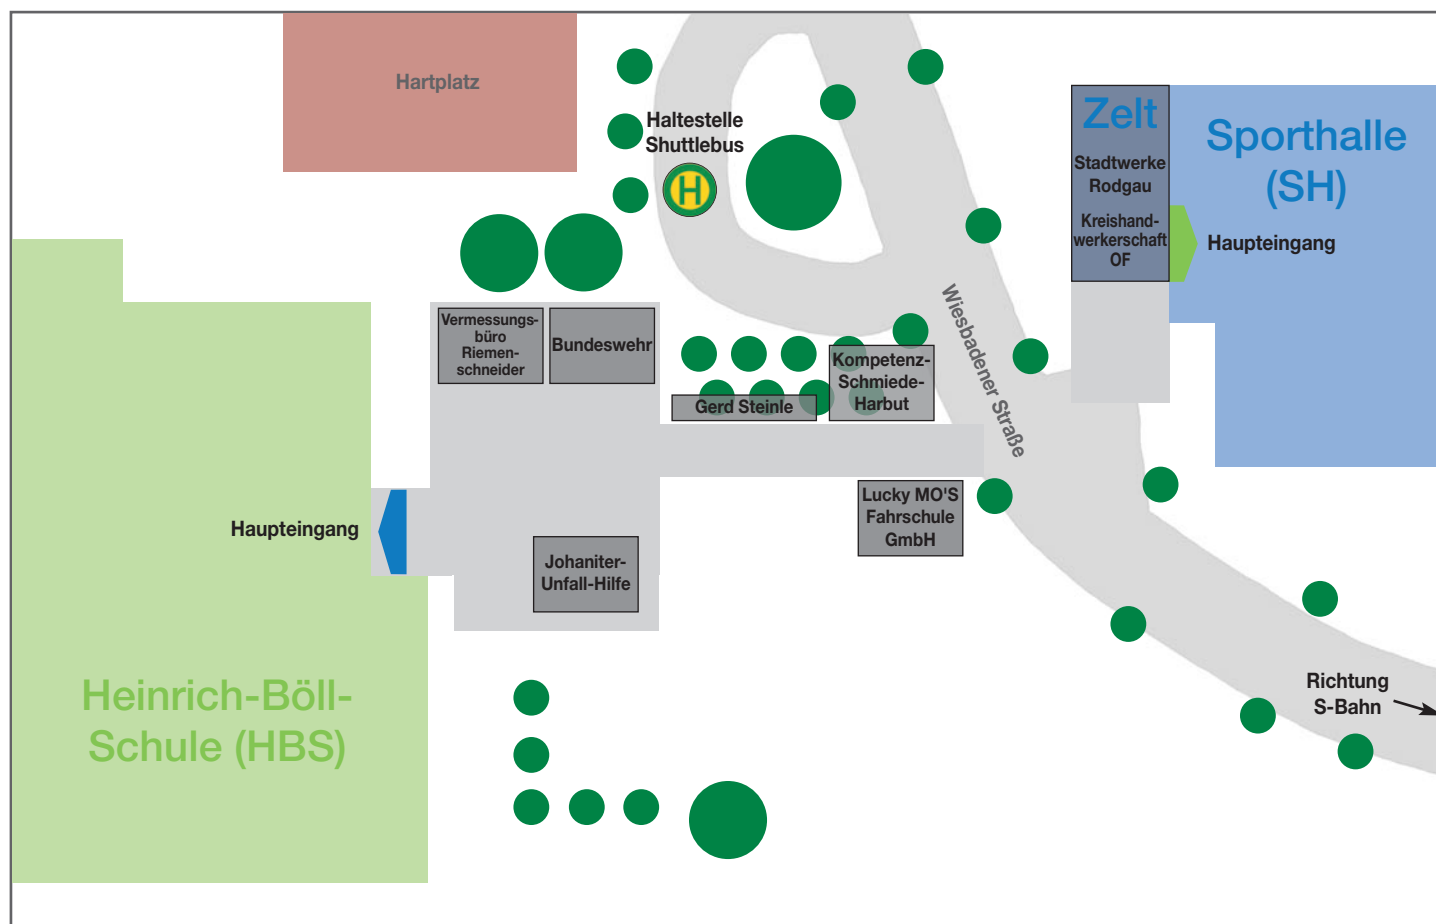 Hartplatz
Haltestelle
Shuttlebus
H
Zelt
Stadtwerke
Rodgau
Kreishand-
werkerschaft
OF
Sporthalle
(SH)
Haupteingang
Wiesbadener Straße
Vermessungs-
büro
Riemen-
schneider
Bundeswehr
Gerd Steinle
Kompetenz-
Schmiede-
Harbut
Lucky MO'S
Fahrschule
GmbH
Haupteingang
Johaniter-
Unfall-Hilfe
Heinrich-Böll-
Schule (HBS)
Richtung
S-Bahn